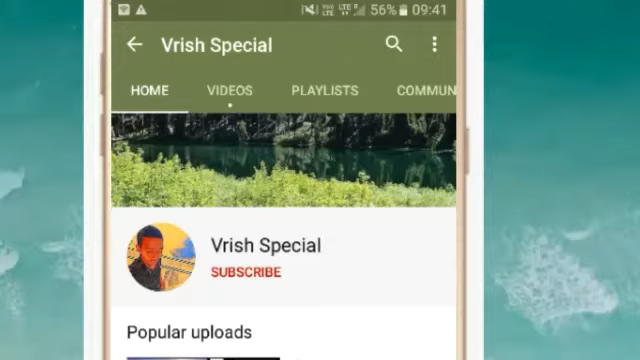 56% 09:41
Vrish Special
HOME VIDEOS PLAYLISTS COMMUN
Vrish Special
SUBSCRIBE
Popular uploads